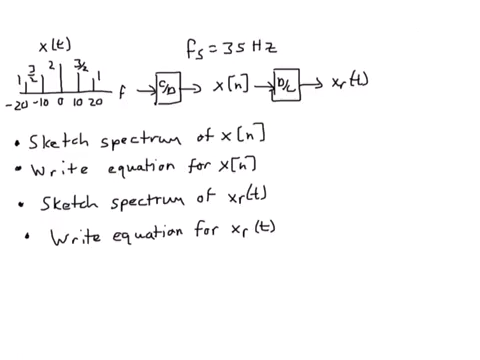 x(t) fs = 35 Hz
1 3/2 2 3/2 1
-20 -10 0 10 20 f C/D x[n] D/A xr(t)
• Sketch spectrum of x[n]
• Write equation for x[n]
• Sketch spectrum of xr(t)
• Write equation for xr(t)